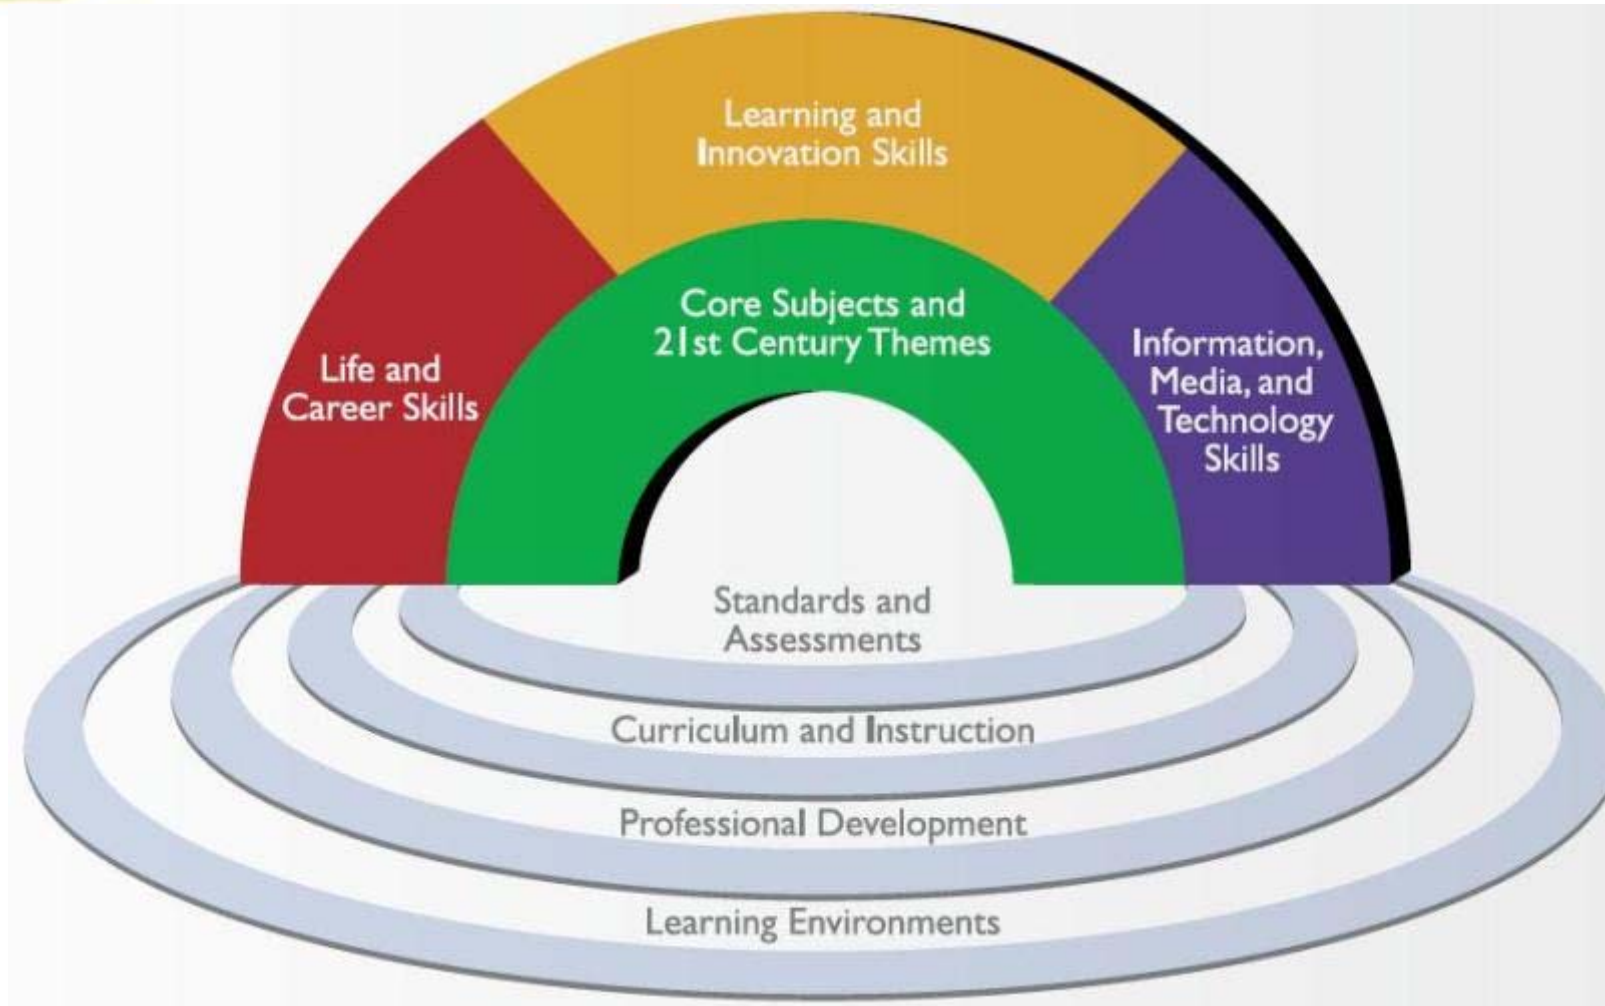 Learning and
Innovation Skills
Core Subjects and
21st Century Themes
Life and
Career Skills
Information,
Media, and
Technology
Skills
Standards and
Assessments
Curriculum and Instruction
Professional Development
Learning Environments